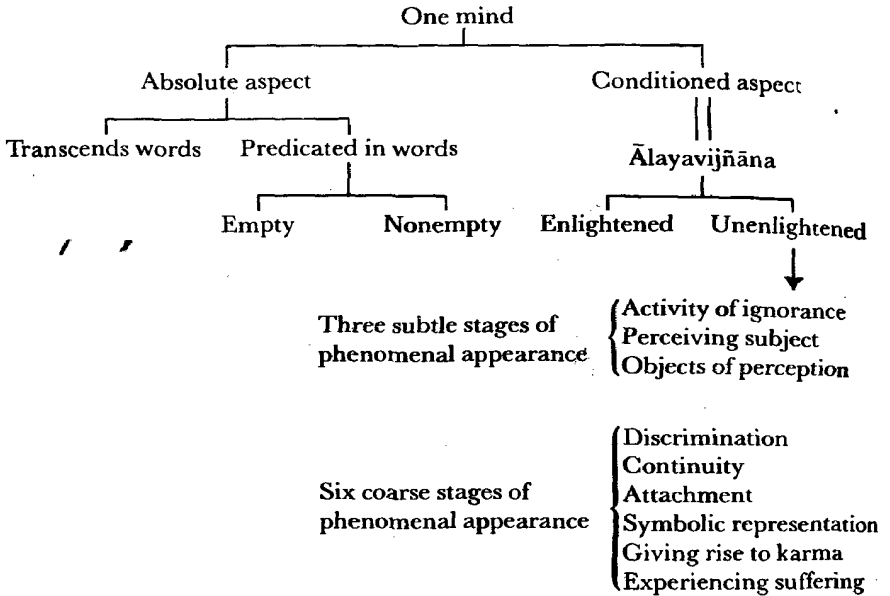 One mind
Absolute aspect Conditioned aspect
Transcends words Predicated in words Ālayavijñāna
Empty Nonempty Enlightened Unenlightened
Three subtle stages of
phenomenal appearance
Activity of ignorance
Perceiving subject
Objects of perception
Six coarse stages of
phenomenal appearance
Discrimination
Continuity
Attachment
Symbolic representation
Giving rise to karma
Experiencing suffering